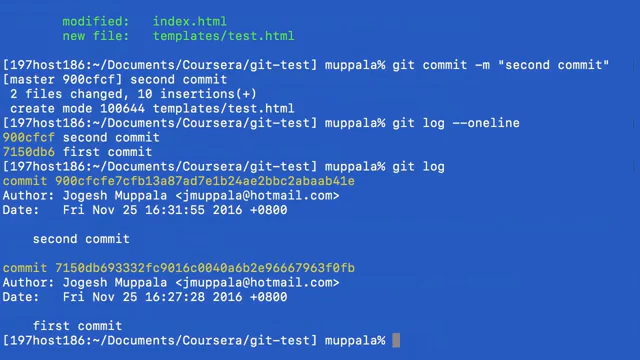 modified:   index.html
new file:   templates/test.html
[197host186:~/Documents/Coursera/git-test] muppala% git commit -m "second commit"
[master 900cfcf] second commit
 2 files changed, 10 insertions(+)
 create mode 100644 templates/test.html
[197host186:~/Documents/Coursera/git-test] muppala% git log --oneline
900cfcf second commit
7150db6 first commit
[197host186:~/Documents/Coursera/git-test] muppala% git log
commit 900cfcfe7cfb13a87ad7e1b24ae2bbc2abaab41e
Author: Jogesh Muppala <jmuppala@hotmail.com>
Date:   Fri Nov 25 16:31:55 2016 +0800
    second commit
commit 7150db693332fc9016c0040a6b2e96667963f0fb
Author: Jogesh Muppala <jmuppala@hotmail.com>
Date:   Fri Nov 25 16:27:28 2016 +0800
    first commit
[197host186:~/Documents/Coursera/git-test] muppala%